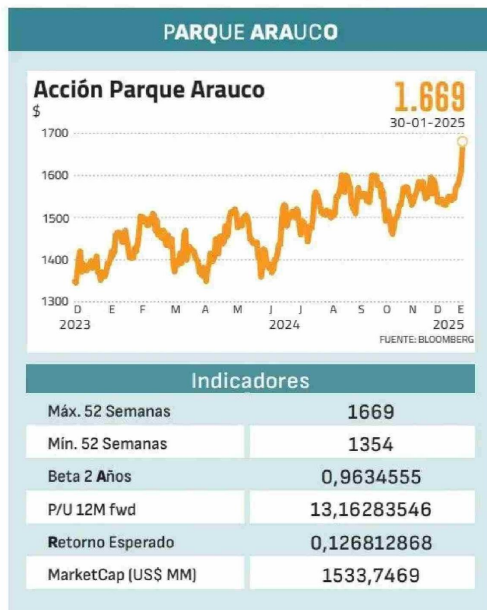 PARQUE ARAUCO
Acción Parque Arauco
$
1.669
30-01-2025
1700
1600
1500
1400
1300
D E F M A M J J A S O N D E
2023 2024 2025
FUENTE: BLOOMBERG
Indicadores
Máx. 52 Semanas 1669
Mín. 52 Semanas 1354
Beta 2 Años 0,9634555
P/U 12M fwd 13,16283546
Retorno Esperado 0,126812868
MarketCap (US$ MM) 1533,7469